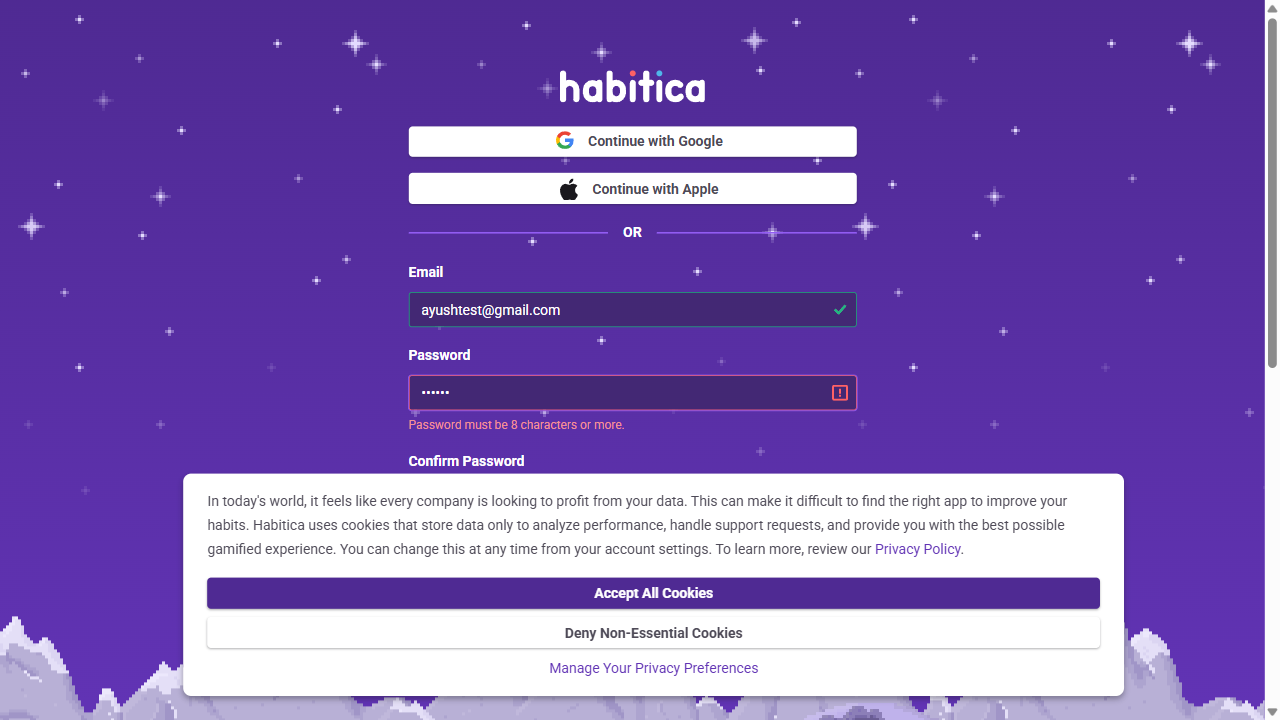 habitica
Continue with Google
Continue with Apple
OR
Email
ayushtest@gmail.com
Password
••••••
Password must be 8 characters or more.
Confirm Password
In today's world, it feels like every company is looking to profit from your data. This can make it difficult to find the right app to improve your
habits. Habitica uses cookies that store data only to analyze performance, handle support requests, and provide you with the best possible
gamified experience. You can change this at any time from your account settings. To learn more, review our Privacy Policy.
Accept All Cookies
Deny Non-Essential Cookies
Manage Your Privacy Preferences